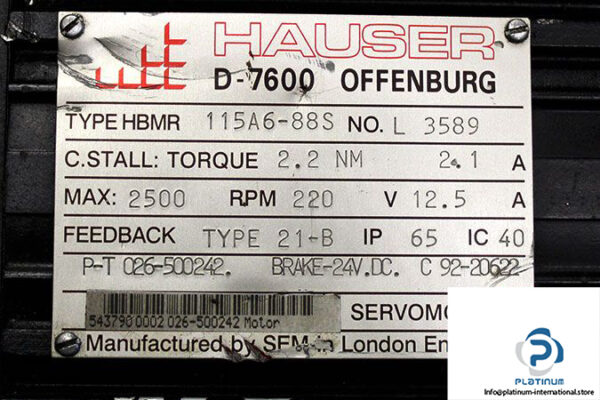 HAUSER
D-7600 OFFENBURG
TYPE HBMR 115A6-88S NO. L 3589
C.STALL: TORQUE 2.2 NM 2.1 A
MAX: 2500 RPM 220 V 12.5 A
FEEDBACK TYPE 21-B IP 65 IC 40
P-T 026-500242. BRAKE-24V.DC. C 92-20622
543790 0002 026-500242 Motor
SERVOMO
Manufactured by SEM in London En
PLATINUM
info@platinum-international.store